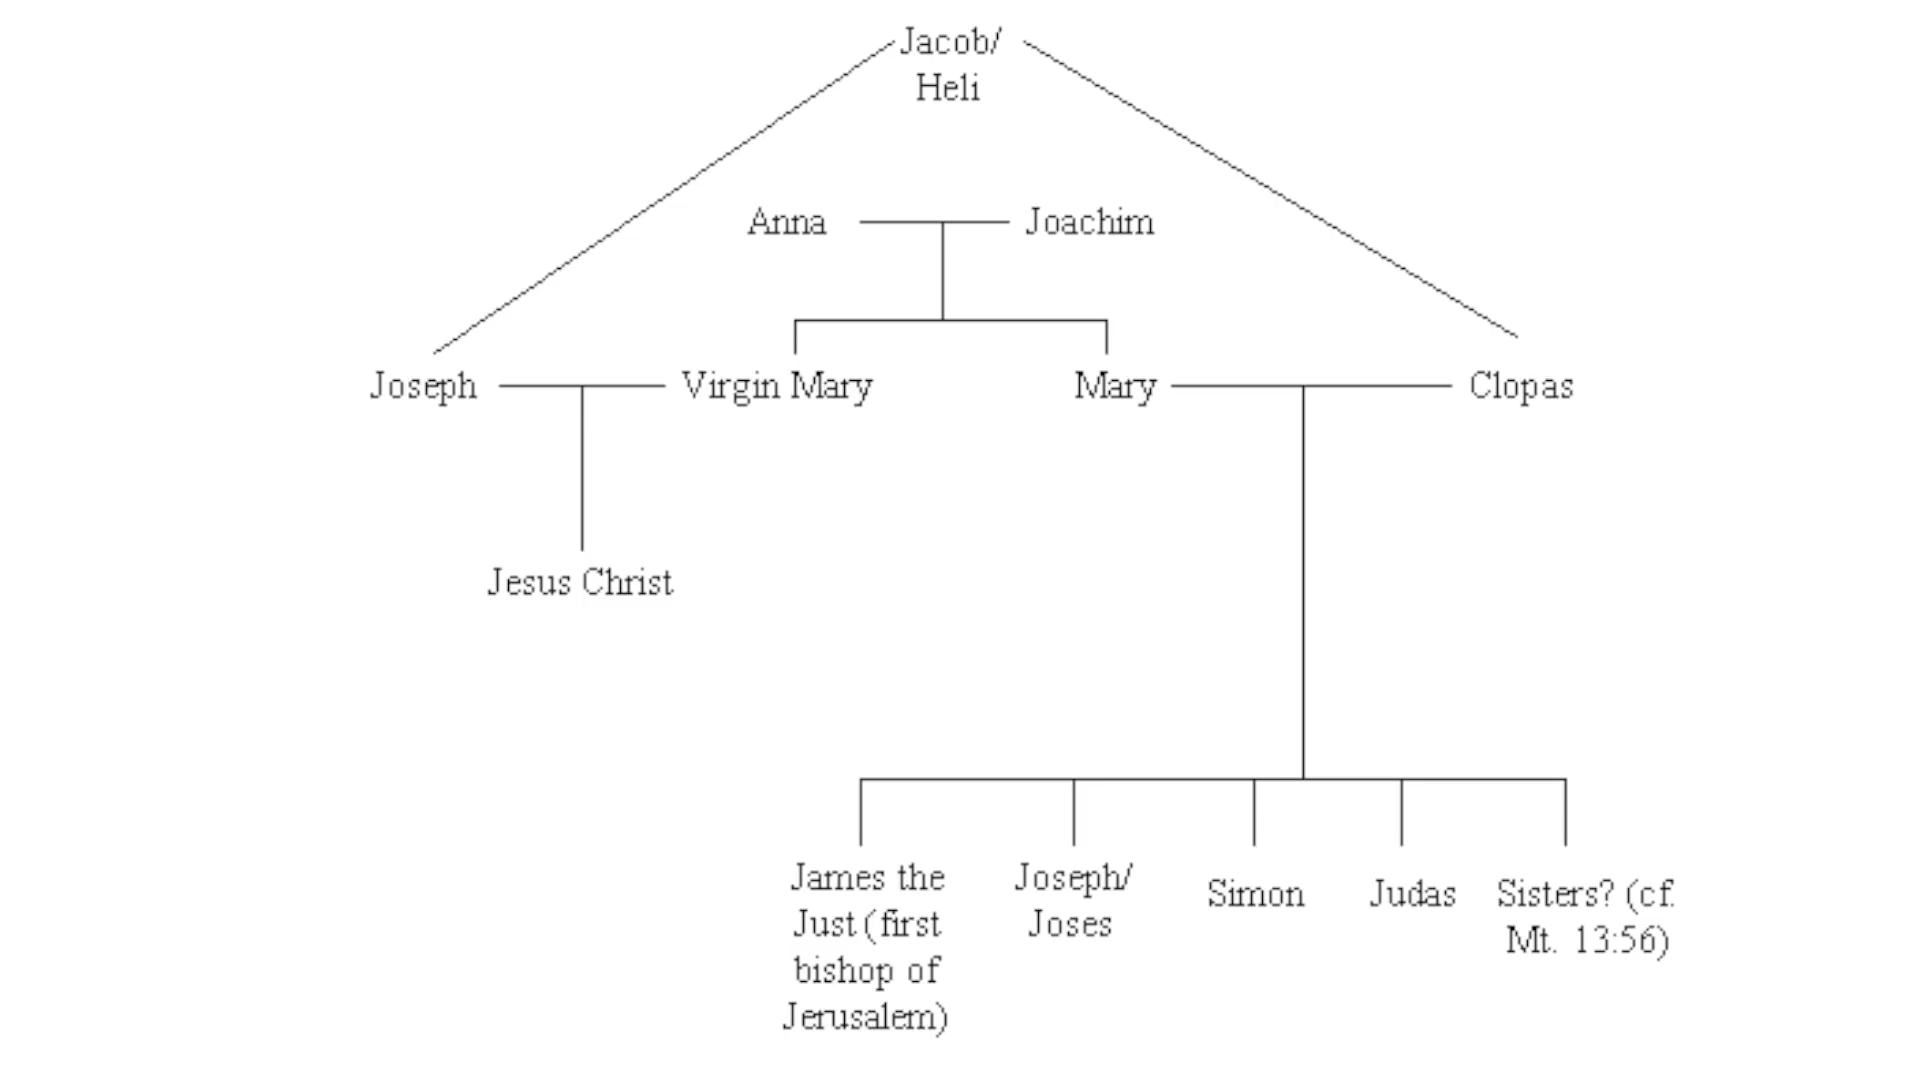 Jacob/
Heli
Anna
Joachim
Joseph
Virgin Mary
Mary
Clopas
Jesus Christ
James the
Just (first
bishop of
Jerusalem)
Joseph/
Joses
Simon
Judas
Sisters? (cf.
Mt. 13:56)